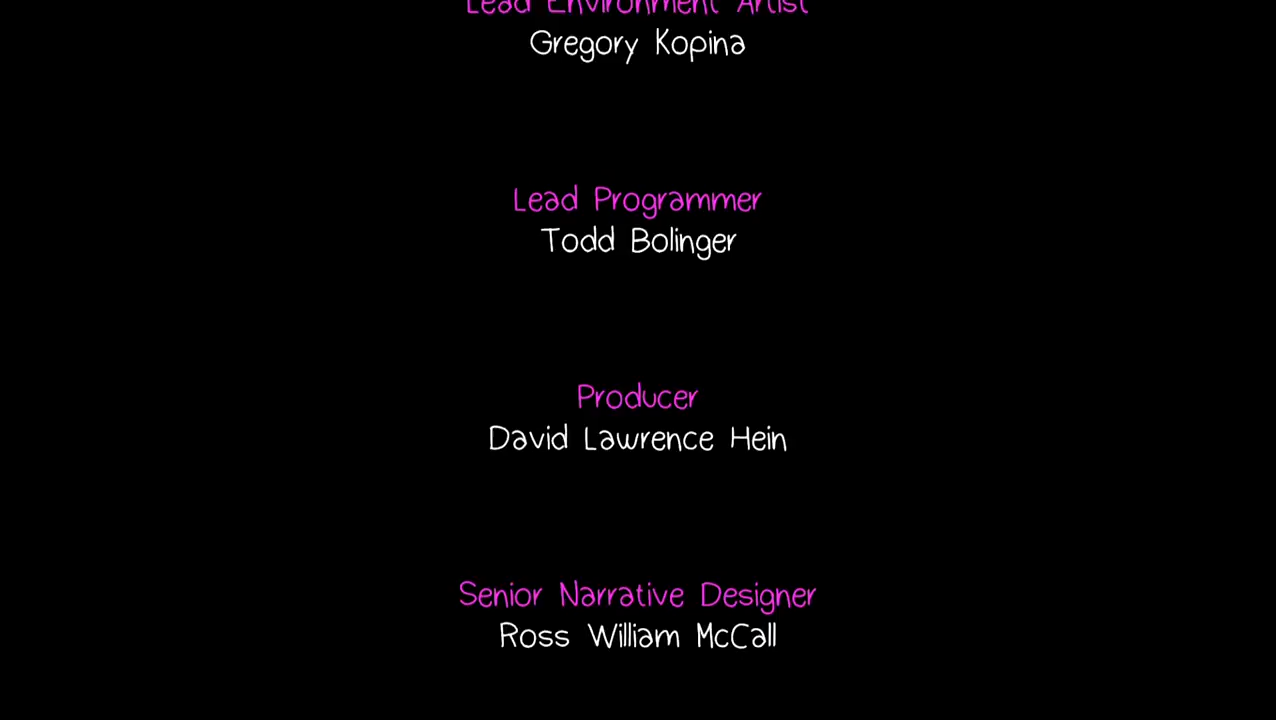 Lead Environment Artist
Gregory Kopina
Lead Programmer
Todd Bolinger
Producer
David Lawrence Hein
Senior Narrative Designer
Ross William McCall